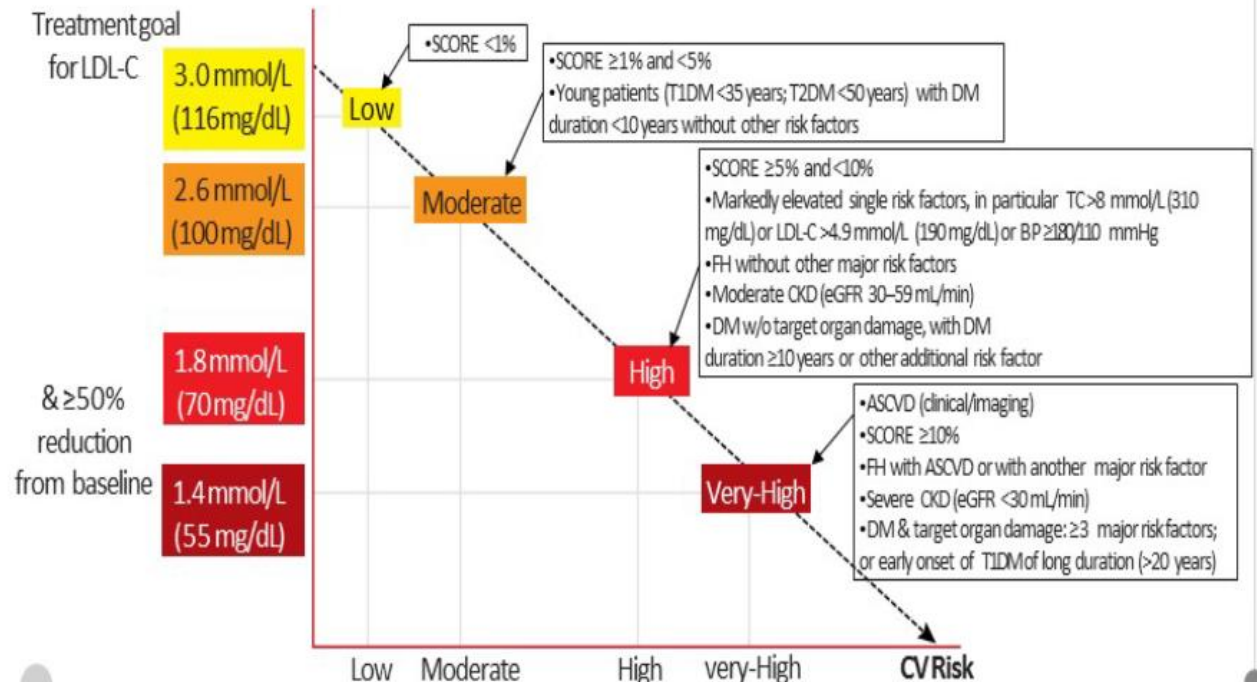 Treatment goal
for LDL-C
3.0 mmol/L
(116mg/dL)
2.6 mmol/L
(100mg/dL)
1.8 mmol/L
(70mg/dL)
& ≥50%
reduction
from baseline
1.4 mmol/L
(55 mg/dL)
Low
•SCORE <1%
Moderate
•SCORE ≥1% and <5%
•Young patients (T1DM <35 years; T2DM <50 years) with DM
duration <10 years without other risk factors
High
•SCORE ≥5% and <10%
•Markedly elevated single risk factors, in particular TC >8 mmol/L (310
mg/dL) or LDL-C >4.9 mmol/L (190 mg/dL) or BP ≥180/110 mmHg
•FH without other major risk factors
•Moderate CKD (eGFR 30–59 mL/min)
•DM w/o target organ damage, with DM
duration ≥10 years or other additional risk factor
Very-High
•ASCVD (clinical/imaging)
•SCORE ≥10%
•FH with ASCVD or with another major risk factor
•Severe CKD (eGFR <30 mL/min)
•DM & target organ damage: ≥3 major risk factors;
or early onset of T1DM of long duration (>20 years)
Low Moderate High very-High CV Risk